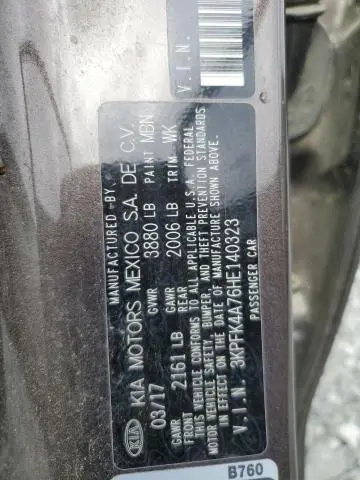 MANUFACTURED BY.
KIA KIA MOTORS MEXICO S.A. DE C.V.
03/17 GVWR 3880 LB PAINT MBN
GAWR FRONT 2161 LB GAWR REAR 2006 LB TRIM WK
THIS VEHICLE CONFORMS TO ALL APPLICABLE U.S.A. FEDERAL
MOTOR VEHICLE SAFETY, BUMPER, AND THEFT PREVENTION STANDARDS
IN EFFECT ON THE DATE OF MANUFACTURE SHOWN ABOVE.
V.I.N. 3KPFK4A76HE140323
PASSENGER CAR
V.I.N.
B760